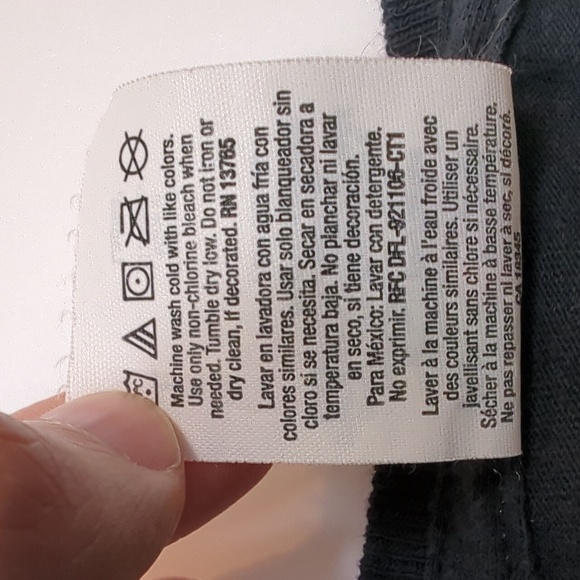 °C
Machine wash cold with like colors.
Use only non-chlorine bleach when
needed. Tumble dry low. Do not iron or
dry clean, if decorated. RN 13765
Lavar en lavadora con agua fría con
colores similares. Usar solo blanqueador sin
cloro si se necesita. Secar en secadora a
temperatura baja. No planchar ni lavar
en seco, si tiene decoración.
Para México: Lavar con detergente.
No exprimir. RFC DFL-921106-CT1
Laver à la machine à l'eau froide avec
des couleurs similaires. Utiliser un
javellisant sans chlore si nécessaire.
Sécher à la machine à basse température.
Ne pas repasser ni laver à sec, si décoré.
CA 18345